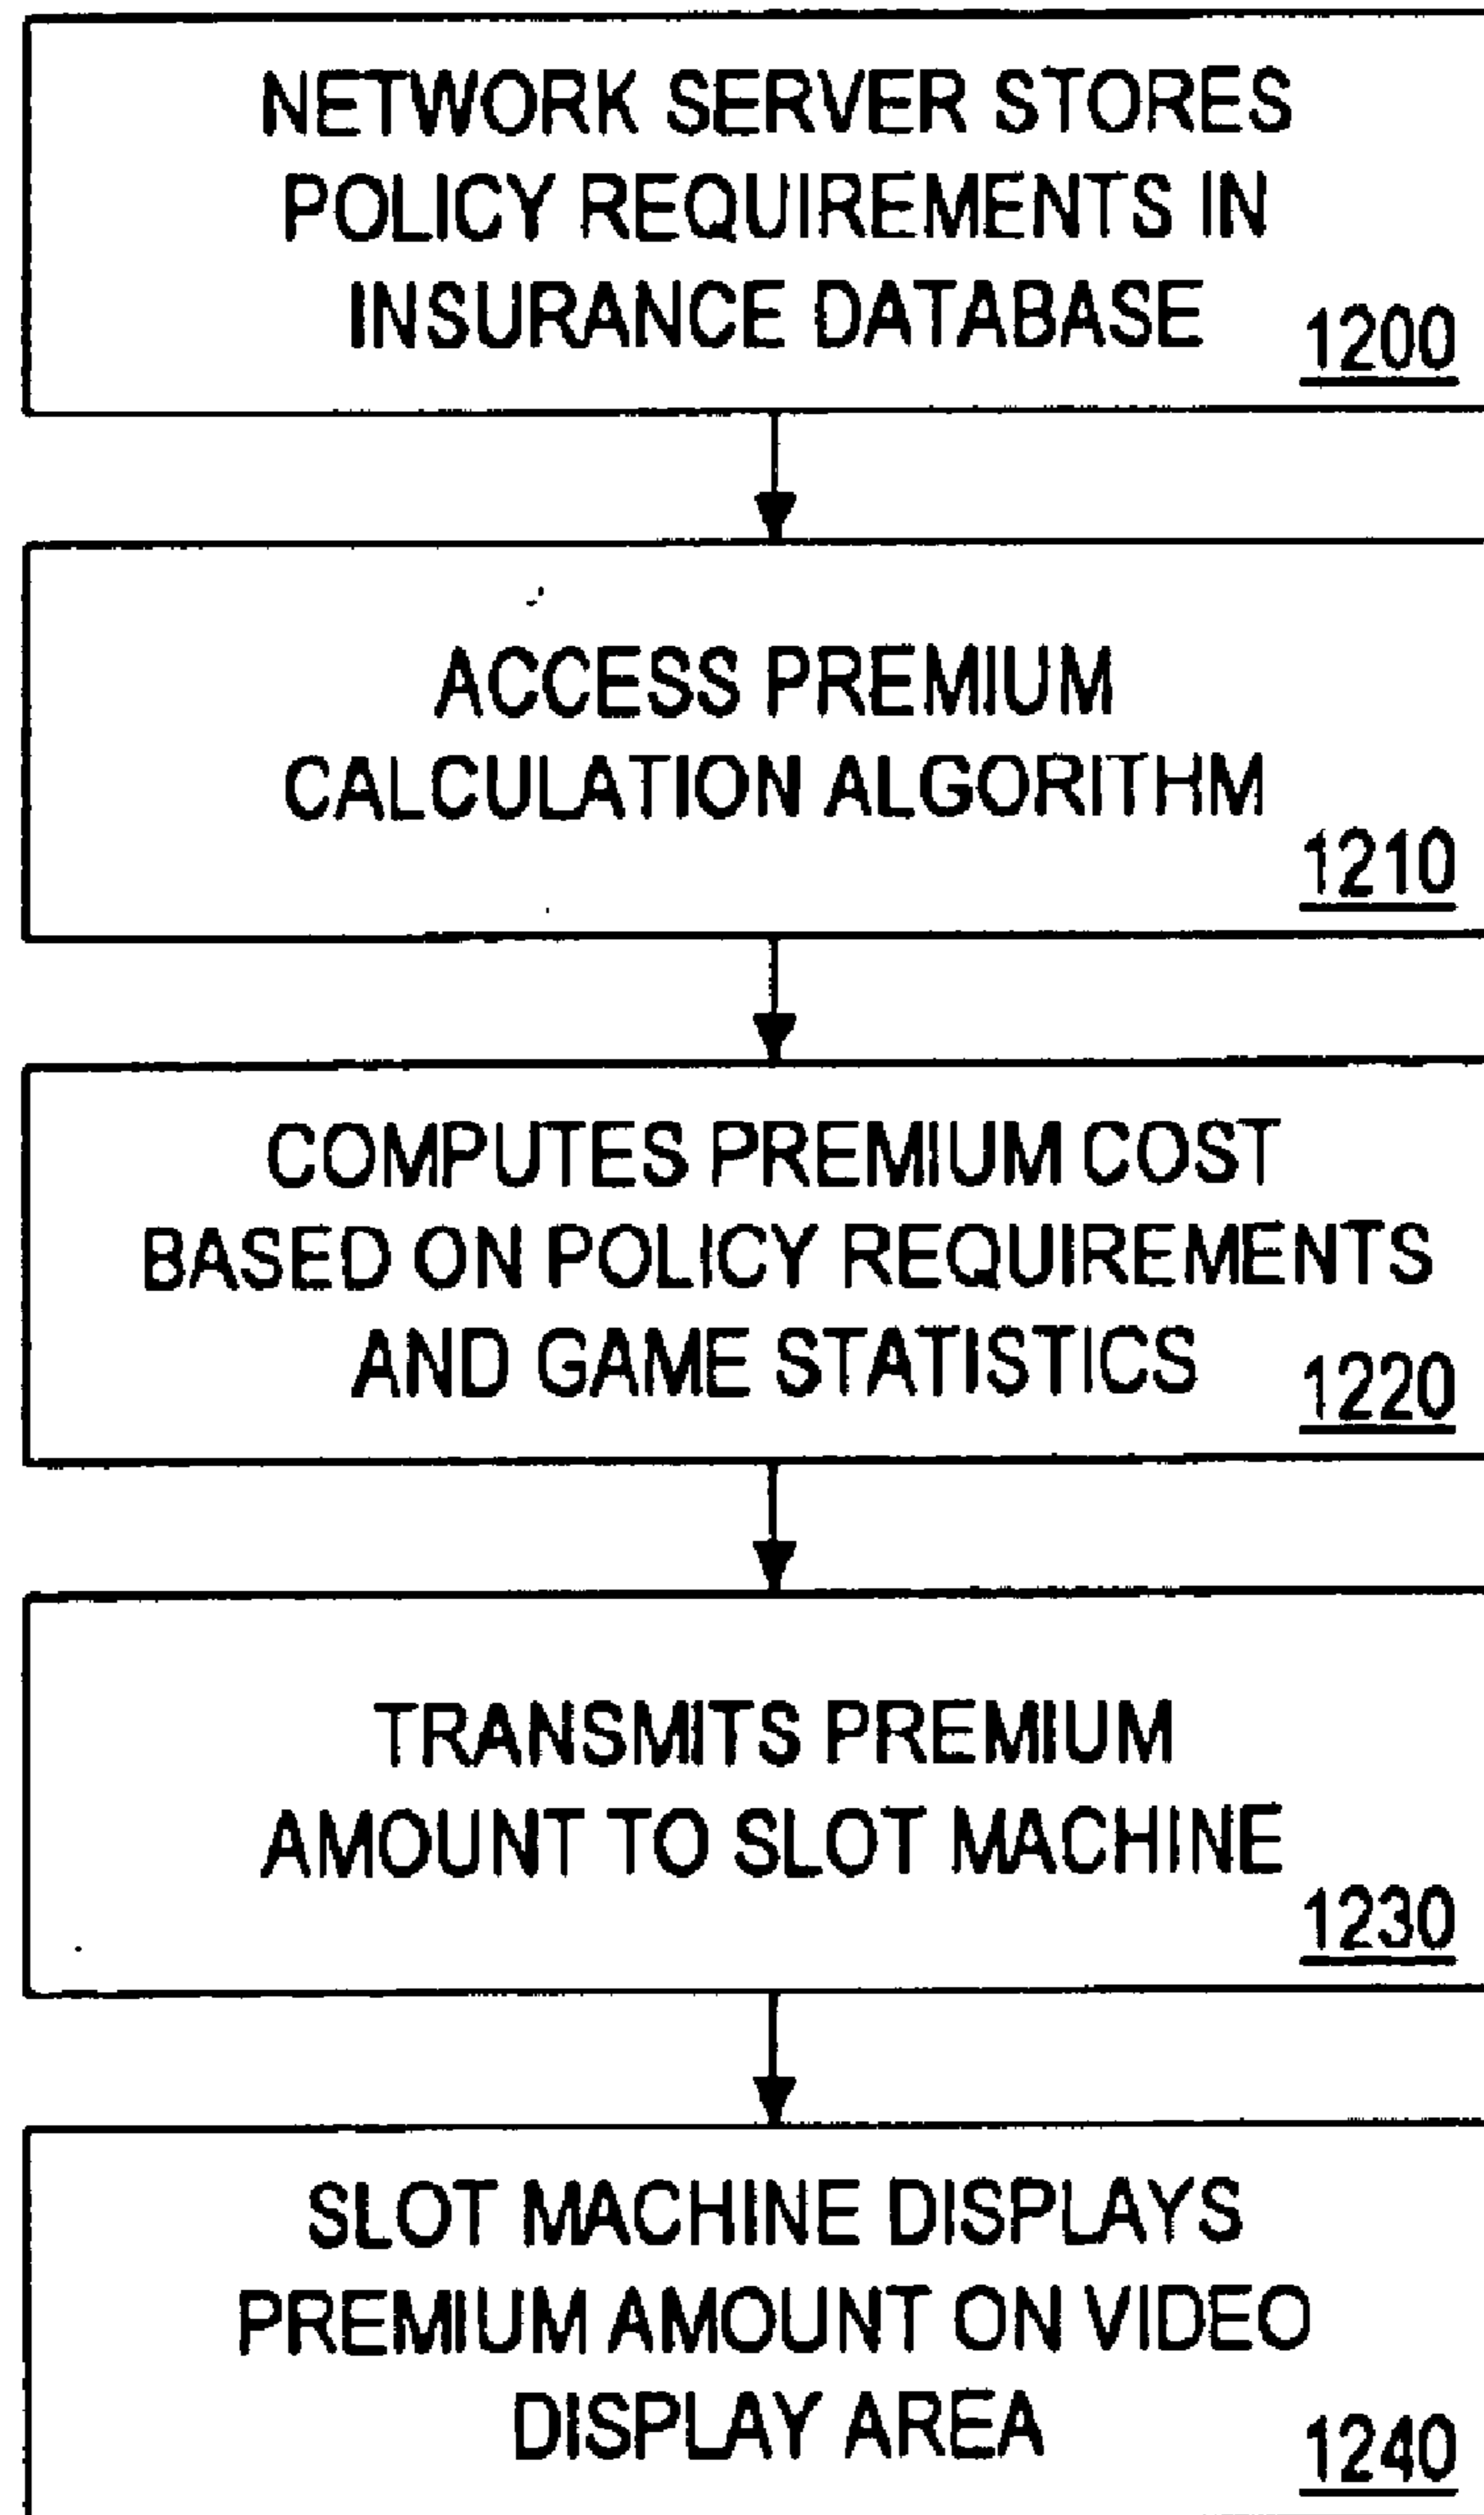 NETWORK SERVER STORES
POLICY REQUIREMENTS IN
INSURANCE DATABASE
1200
ACCESS PREMIUM
CALCULATION ALGORITHM
1210
COMPUTES PREMIUM COST
BASED ON POLICY REQUIREMENTS
AND GAME STATISTICS
1220
TRANSMITS PREMIUM
AMOUNT TO SLOT MACHINE
1230
SLOT MACHINE DISPLAYS
PREMIUM AMOUNT ON VIDEO
DISPLAY AREA
1240